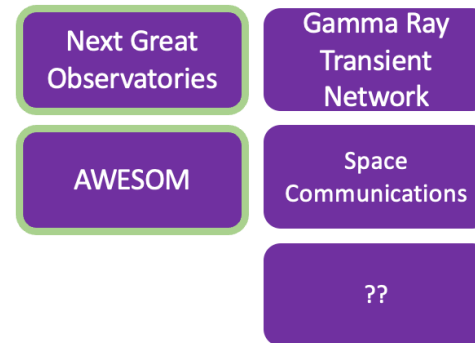 Next Great
Observatories
Gamma Ray
Transient
Network
AWESOM
Space
Communications
??